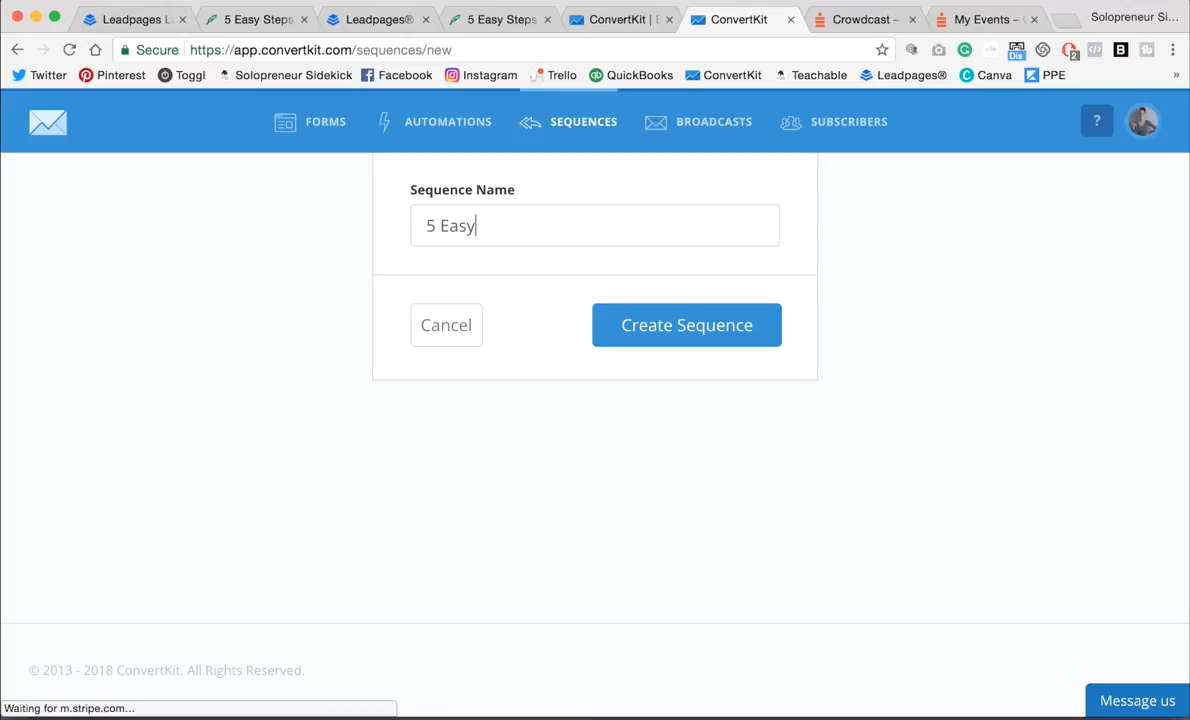 Leadpages L
5 Easy Steps
Leadpages®
5 Easy Steps
ConvertKit | E
ConvertKit
Crowdcast –
My Events –
Solopreneur Si...
Secure
https://app.convertkit.com/sequences/new
Twitter
Pinterest
Toggl
Solopreneur Sidekick
Facebook
Instagram
Trello
QuickBooks
ConvertKit
Teachable
Leadpages®
Canva
PPE
»
FORMS
AUTOMATIONS
SEQUENCES
BROADCASTS
SUBSCRIBERS
?
Sequence Name
5 Easy
Cancel
Create Sequence
© 2013 - 2018 ConvertKit. All Rights Reserved.
Waiting for m.stripe.com...
Message us